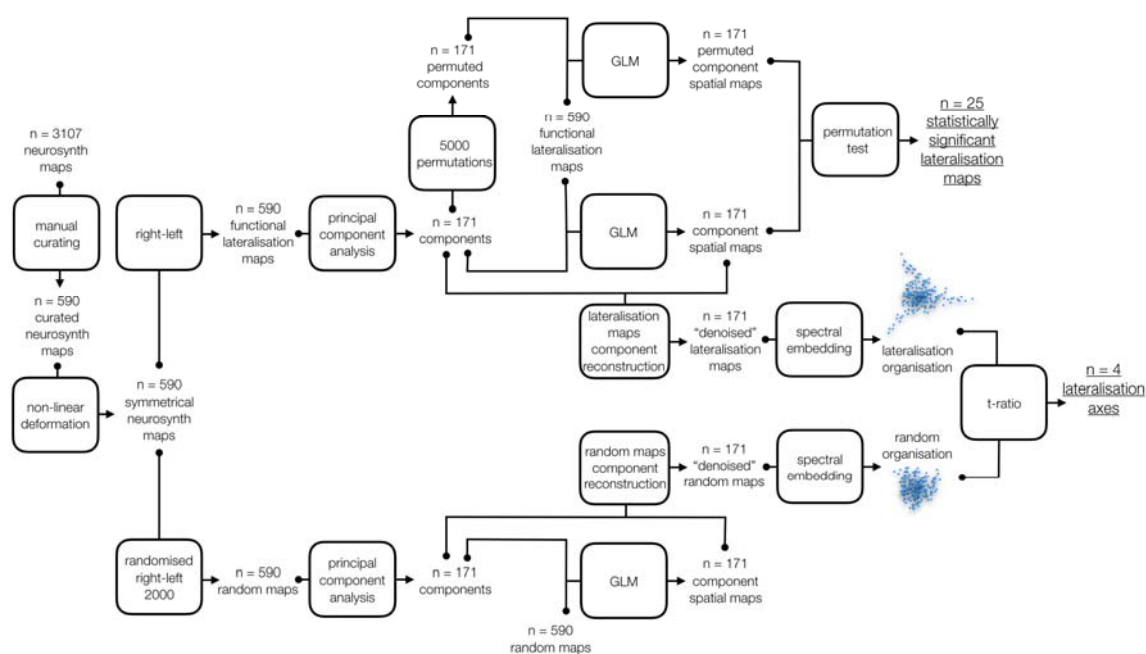 n = 171
permuted
components
GLM
n = 171
permuted
component
spatial maps
n = 3107
neurosynth
maps
5000
permutations
n = 590
functional
lateralisation
maps
permutation
test
n = 25
statistically
significant
lateralisation
maps
manual
curating
right-left
n = 590
functional
lateralisation
maps
principal
component
analysis
n = 171
components
GLM
n = 171
component
spatial maps
n = 590
curated
neurosynth
maps
lateralisation
maps
component
reconstruction
n = 171
“denoised”
lateralisation
maps
spectral
embedding
lateralisation
organisation
non-linear
deformation
n = 590
symmetrical
neurosynth
maps
t-ratio
n = 4
lateralisation
axes
random maps
component
reconstruction
n = 171
“denoised”
random maps
spectral
embedding
random
organisation
randomised
right-left
2000
n = 590
random maps
principal
component
analysis
n = 171
components
GLM
n = 171
component
spatial maps
n = 590
random maps